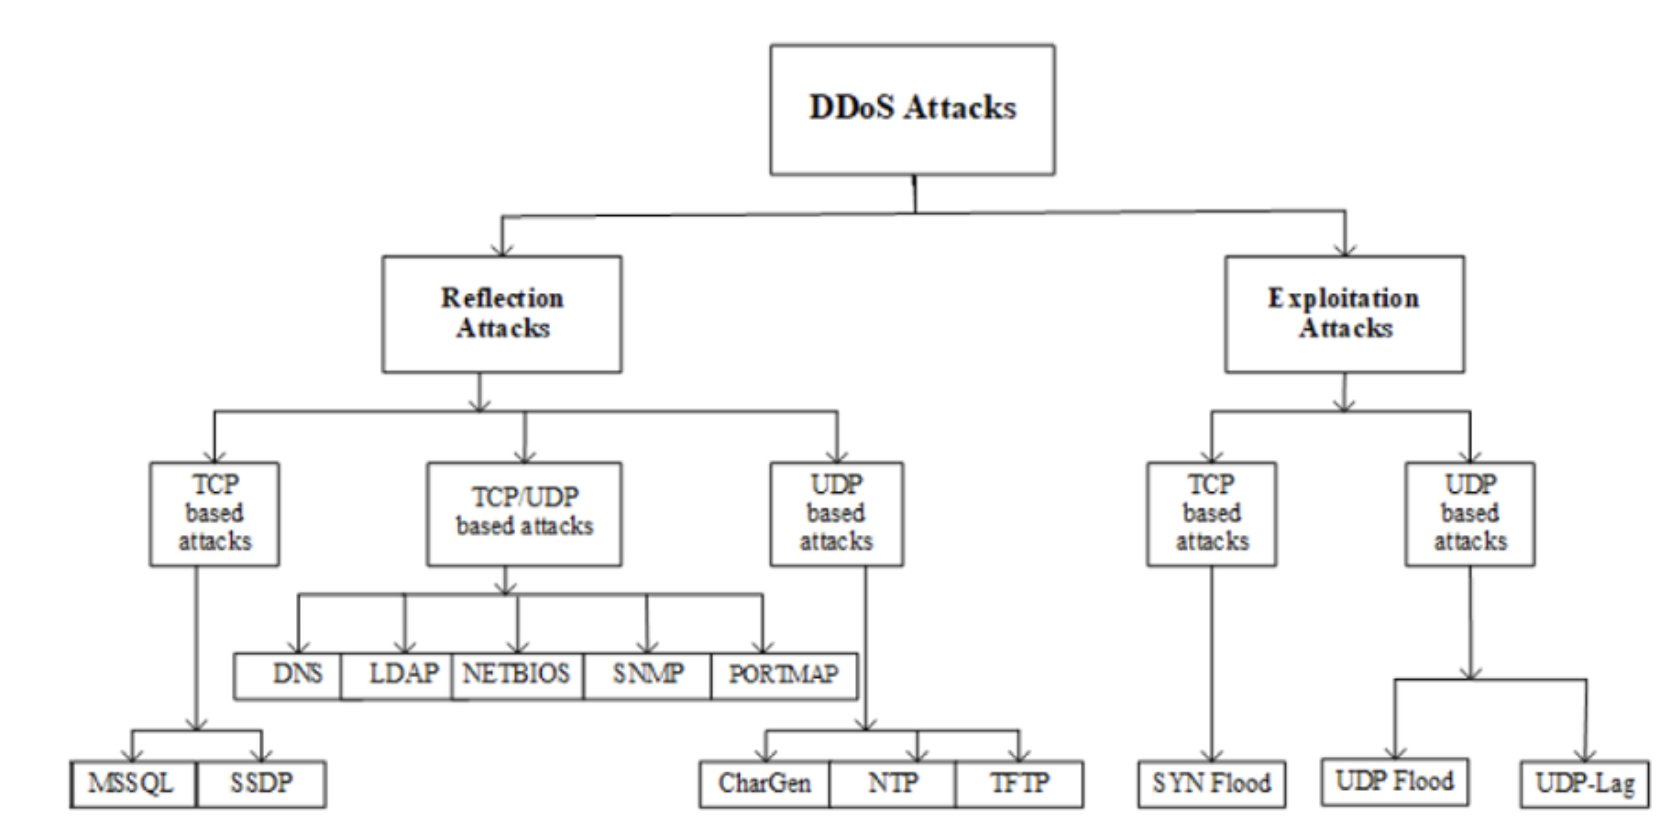 DDoS Attacks
Reflection
Attacks
Exploitation
Attacks
TCP
based
attacks
TCP/UDP
based attacks
UDP
based
attacks
TCP
based
attacks
UDP
based
attacks
DNS
LDAP
NETBIOS
SNMP
PORTMAP
MSSQL
SSDP
CharGen
NTP
TFTP
SYN Flood
UDP Flood
UDP-Lag